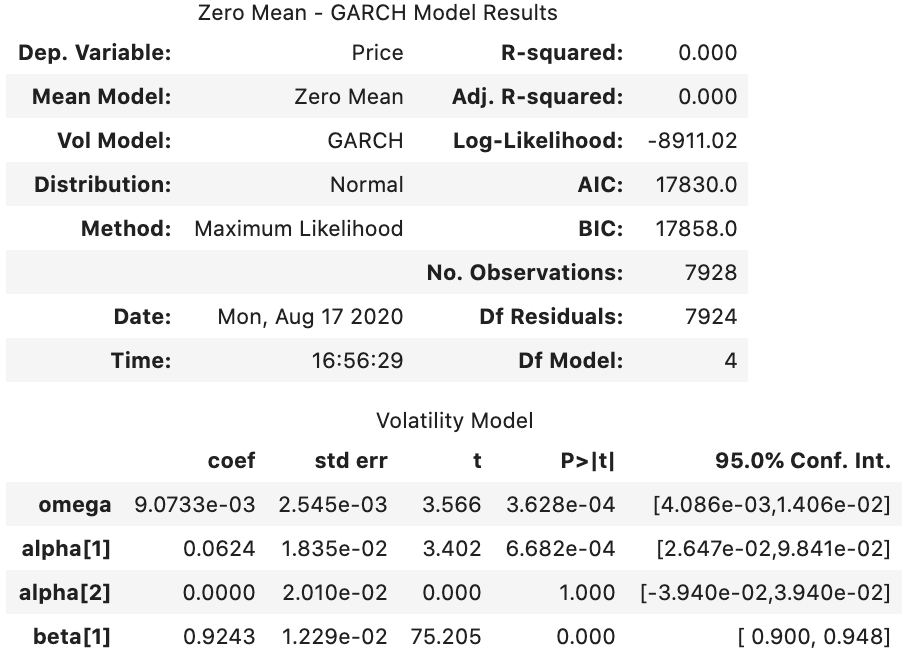 Zero Mean - GARCH Model Results
Dep. Variable: Price R-squared: 0.000
Mean Model: Zero Mean Adj. R-squared: 0.000
Vol Model: GARCH Log-Likelihood: -8911.02
Distribution: Normal AIC: 17830.0
Method: Maximum Likelihood BIC: 17858.0
No. Observations: 7928
Date: Mon, Aug 17 2020 Df Residuals: 7924
Time: 16:56:29 Df Model: 4
Volatility Model
coef std err t P>|t| 95.0% Conf. Int.
omega 9.0733e-03 2.545e-03 3.566 3.628e-04 [4.086e-03,1.406e-02]
alpha[1] 0.0624 1.835e-02 3.402 6.682e-04 [2.647e-02,9.841e-02]
alpha[2] 0.0000 2.010e-02 0.000 1.000 [-3.940e-02,3.940e-02]
beta[1] 0.9243 1.229e-02 75.205 0.000 [ 0.900, 0.948]